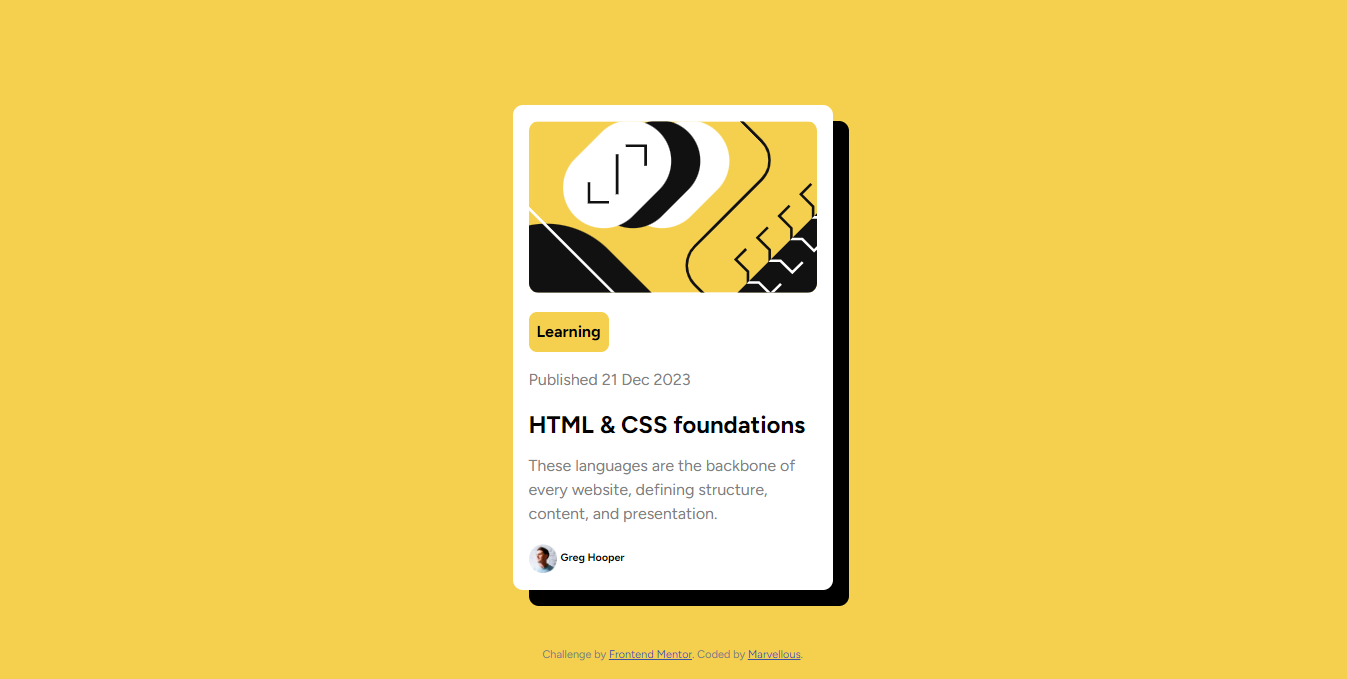 Learning
Published 21 Dec 2023
HTML & CSS foundations
These languages are the backbone of
every website, defining structure,
content, and presentation.
Greg Hooper
Challenge by Frontend Mentor. Coded by Marvellous.